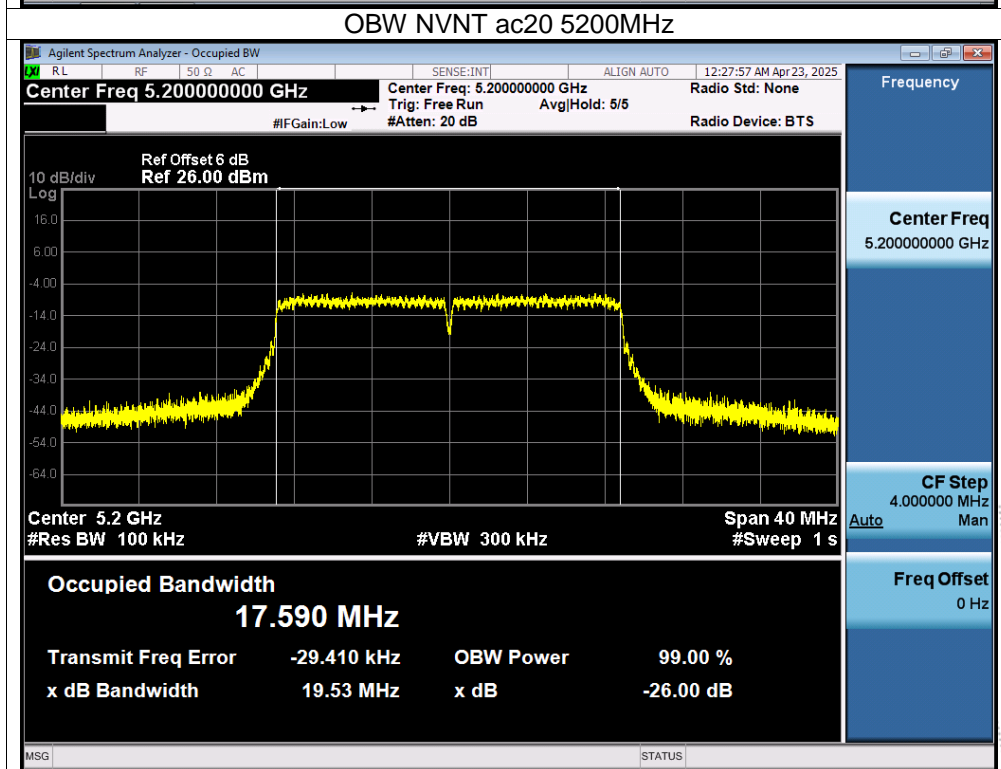 OBW NVNT ac20 5200MHz
Agilent Spectrum Analyzer - Occupied BW
LXI RL RF 50 Ω AC SENSE:INT ALIGN AUTO 12:27:57 AM Apr 23, 2025
Center Freq 5.200000000 GHz
Center Freq: 5.200000000 GHz
Radio Std: None
Trig: Free Run Avg|Hold: 5/5
#IFGain:Low
#Atten: 20 dB
Radio Device: BTS
Ref Offset 6 dB
10 dB/div Ref 26.00 dBm
Log
16.0
6.00
-4.00
-14.0
-24.0
-34.0
-44.0
-54.0
-64.0
Center 5.2 GHz Span 40 MHz
#Res BW 100 kHz #VBW 300 kHz #Sweep 1 s
Occupied Bandwidth
17.590 MHz
Transmit Freq Error -29.410 kHz OBW Power 99.00 %
x dB Bandwidth 19.53 MHz x dB -26.00 dB
Frequency
Center Freq
5.200000000 GHz
CF Step
4.000000 MHz
Auto Man
Freq Offset
0 Hz
MSG STATUS